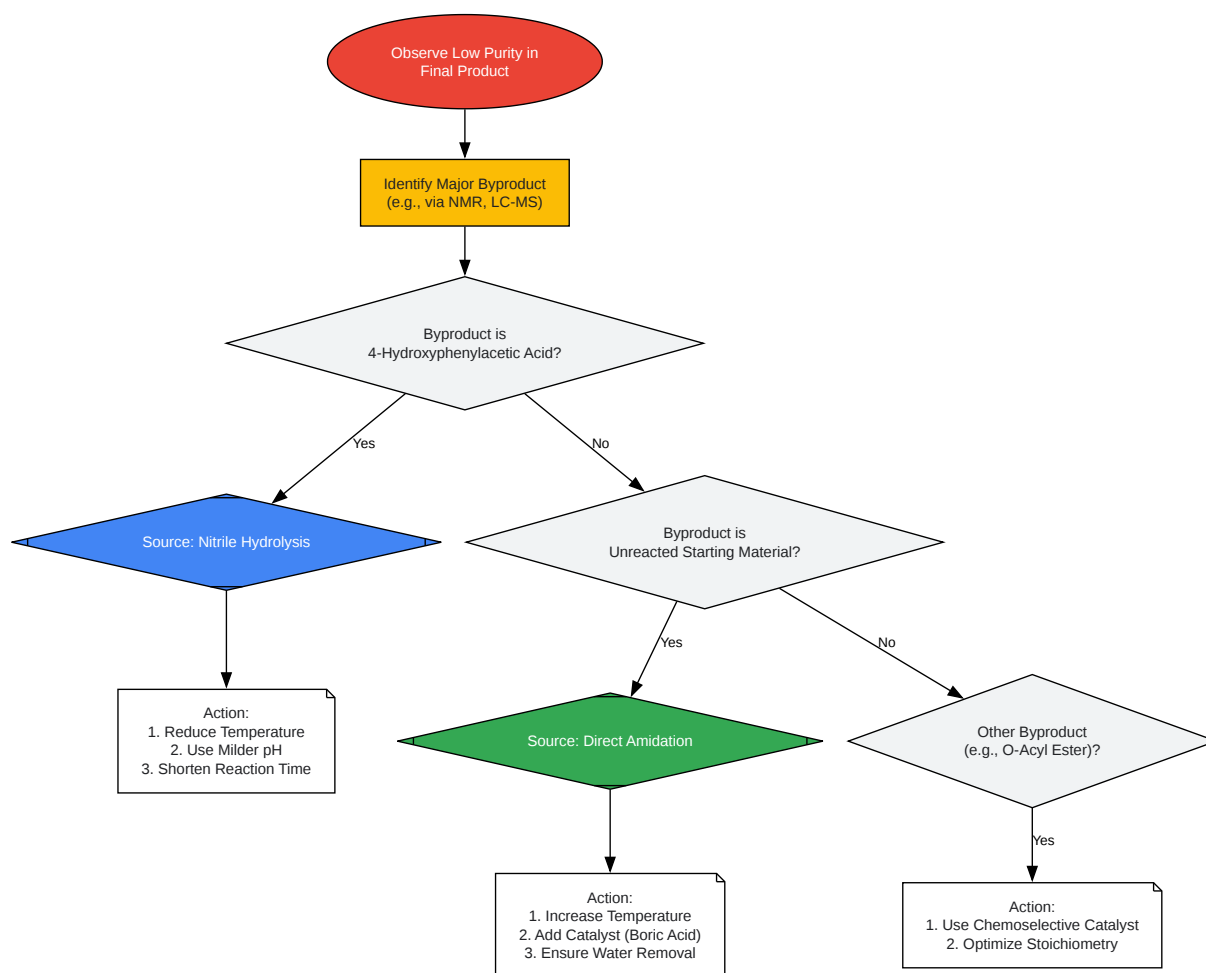 Observe Low Purity in
Final Product
Identify Major Byproduct
(e.g., via NMR, LC-MS)
Byproduct is
4-Hydroxyphenylacetic Acid?
Yes
No
Source: Nitrile Hydrolysis
Byproduct is
Unreacted Starting Material?
Yes
No
Action:
1. Reduce Temperature
2. Use Milder pH
3. Shorten Reaction Time
Source: Direct Amidation
Other Byproduct
(e.g., O-Acyl Ester)?
Yes
Action:
1. Increase Temperature
2. Add Catalyst (Boric Acid)
3. Ensure Water Removal
Action:
1. Use Chemoselective Catalyst
2. Optimize Stoichiometry